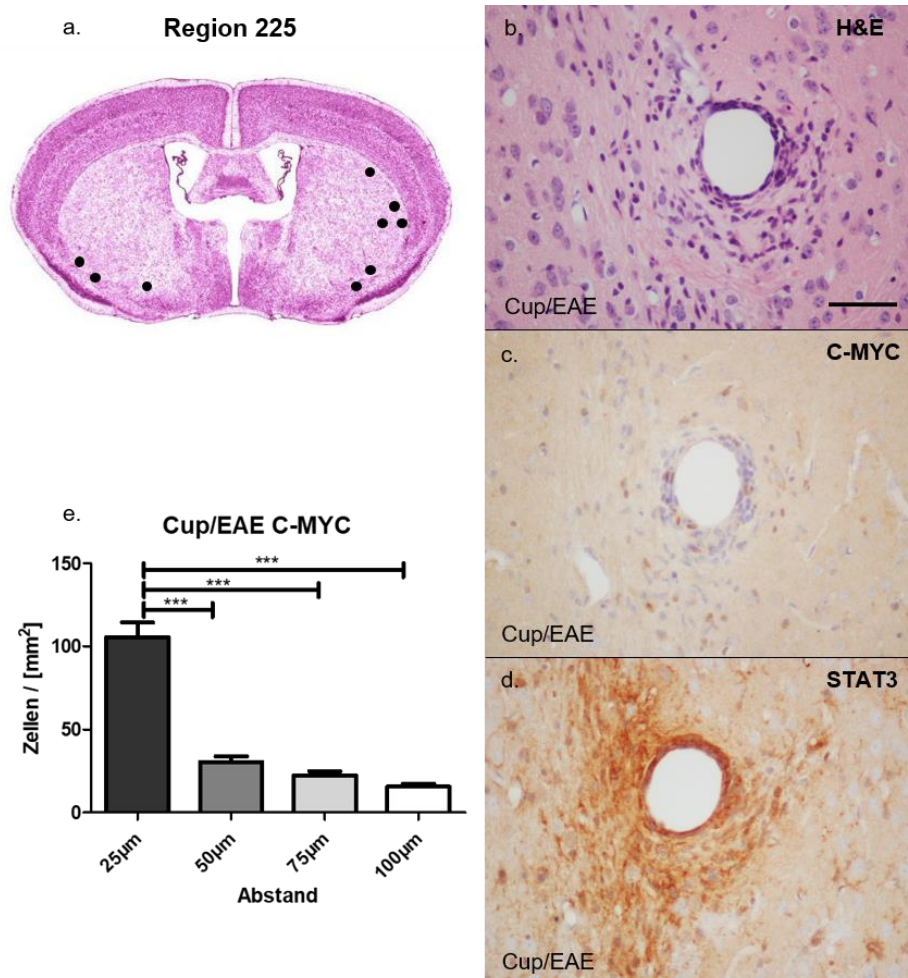 a.
Region 225
b.
H&E
Cup/EAE
c.
C-MYC
Cup/EAE
d.
STAT3
Cup/EAE
e.
Cup/EAE C-MYC
Zellen / [mm²]
150
100
50
0
***
***
***
25µm
50µm
75µm
100µm
Abstand